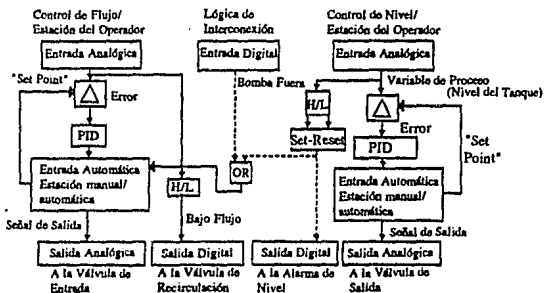 Control de Flujo/
Estación del Operador
Lógica de
Interconexión
Control de Nivel/
Estación del Operador
Entrada Analógica
Entrada Digital
Entrada Analógica
"Set Point"
Error
PID
Entrada Automática
Estación manual/
automática
Señal de Salida
H/L
Bajo Flujo
Bomba Fuera
OR
H/L
Set-Reset
Variable de Proceso
(Nivel del Tanque)
Error
PID
"Set
Point"
Entrada Automática
Estación manual/
automática
Señal de Salida
Salida Analógica
A la Válvula de
Entrada
Salida Digital
A la Válvula de
Recirculación
Salida Digital
A la Alarma de
Nivel
Salida Analógica
A la Válvula de
Salida